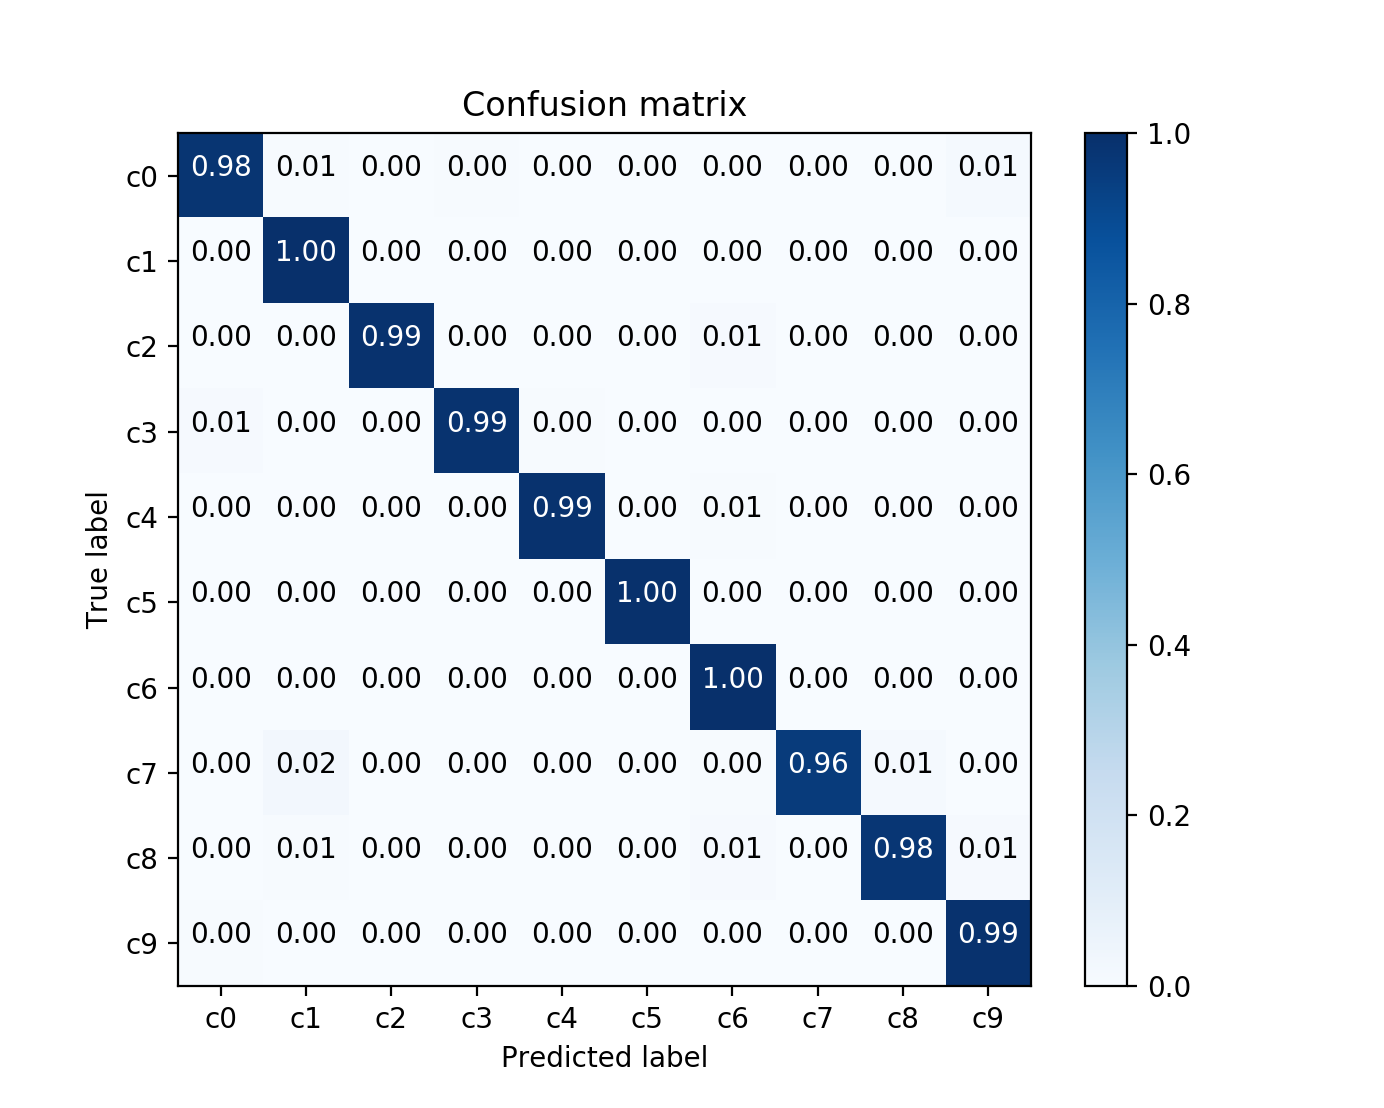 Confusion matrix
c0 0.98 0.01 0.00 0.00 0.00 0.00 0.00 0.00 0.00 0.01
c1 0.00 1.00 0.00 0.00 0.00 0.00 0.00 0.00 0.00 0.00
c2 0.00 0.00 0.99 0.00 0.00 0.00 0.01 0.00 0.00 0.00
c3 0.01 0.00 0.00 0.99 0.00 0.00 0.00 0.00 0.00 0.00
c4 0.00 0.00 0.00 0.00 0.99 0.00 0.01 0.00 0.00 0.00
c5 0.00 0.00 0.00 0.00 0.00 1.00 0.00 0.00 0.00 0.00
c6 0.00 0.00 0.00 0.00 0.00 0.00 1.00 0.00 0.00 0.00
c7 0.00 0.02 0.00 0.00 0.00 0.00 0.00 0.96 0.01 0.00
c8 0.00 0.01 0.00 0.00 0.00 0.00 0.01 0.00 0.98 0.01
c9 0.00 0.00 0.00 0.00 0.00 0.00 0.00 0.00 0.00 0.99
c0 c1 c2 c3 c4 c5 c6 c7 c8 c9
Predicted label
True label
1.0
0.8
0.6
0.4
0.2
0.0